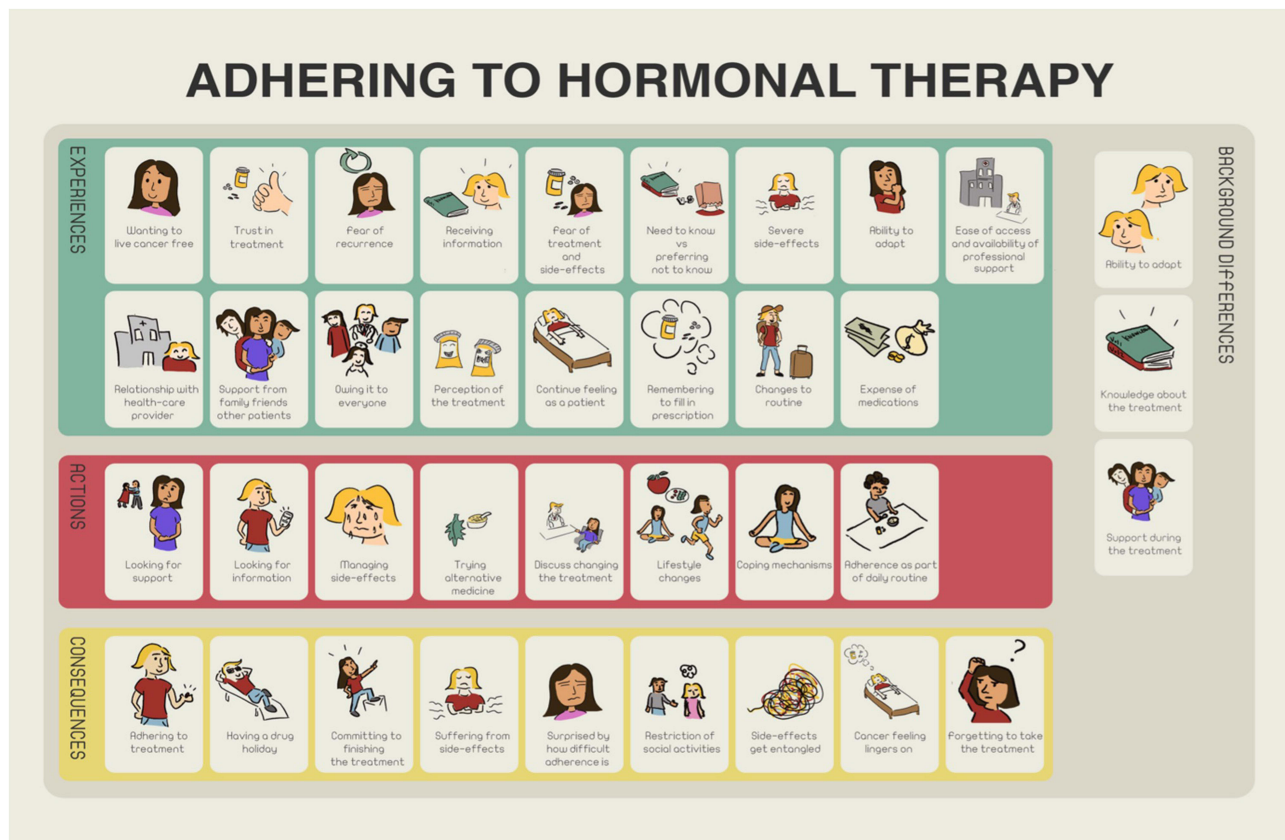 ADHERING TO HORMONAL THERAPY
EXPERIENCES
Wanting to
live cancer free
Trust in
treatment
Fear of
recurrence
Receiving
information
Fear of
treatment
and
side-effects
Need to know
vs
preferring
not to know
Severe
side-effects
Ability to
adapt
Ease of access
and availability of
professional
support
Relationship with
health-care
provider
Support from
family friends
other patients
Owing it to
everyone
Perception of
the treatment
Continue feeling
as a patient
Remembering
to fill in
prescription
Changes to
routine
Expense of
medications
ACTIONS
Looking for
support
Looking for
information
Managing
side-effects
Trying
alternative
medicine
Discuss changing
the treatment
Lifestyle
changes
Coping mechanisms
Adherence as part
of daily routine
CONSEQUENCES
Adhering to
treatment
Having a drug
holiday
Committing to
finishing
the treatment
Suffering from
side-effects
Surprised by
how difficult
adherence is
Restriction of
social activities
Side-effects
get entangled
Cancer feeling
lingers on
?
Forgetting to take
the treatment
BACKGROUND DIFFERENCES
Ability to adapt
Knowledge about
the treatment
Support during
the treatment